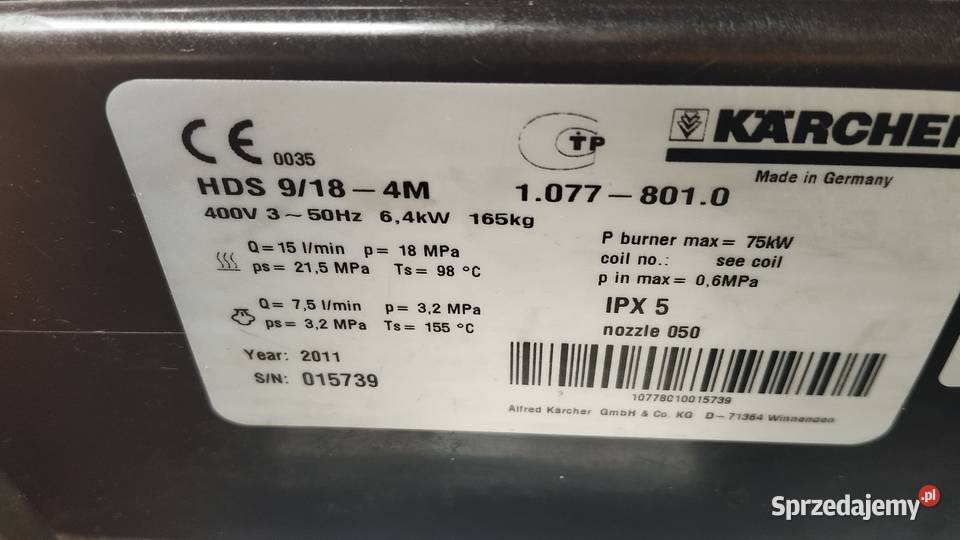 CE 0035
TP
KÄRCHER
Made in Germany
HDS 9/18-4M 1.077-801.0
400V 3~50Hz 6,4kW 165kg
Q= 15 l/min p= 18 MPa
ps= 21,5 MPa Ts= 98 °C
P burner max= 75kW
coil no.: see coil
p in max= 0,6MPa
Q= 7,5 l/min p= 3,2 MPa
ps= 3,2 MPa Ts= 155 °C
IPX 5
nozzle 050
Year: 2011
S/N: 015739
10778010015739
Alfred Kärcher GmbH & Co. KG D-71364 Winnenden
Sprzedajemy.pl